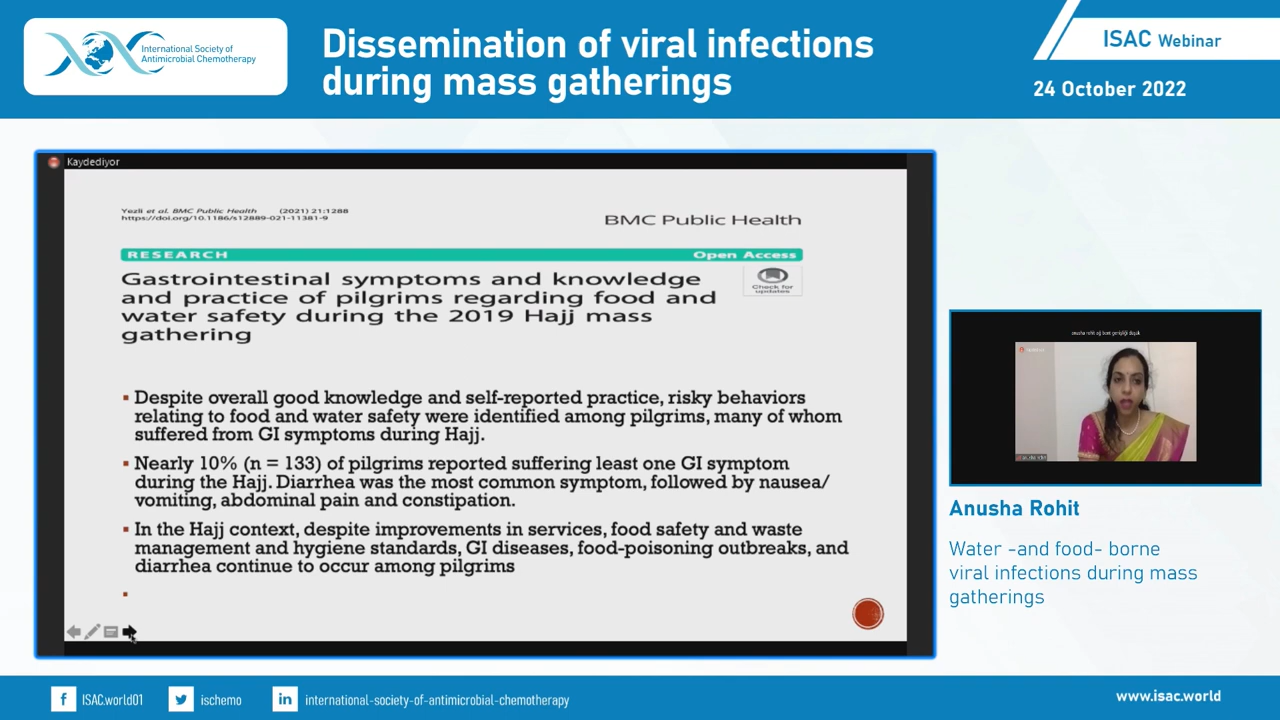 International Society of
Antimicrobial Chemotherapy
Dissemination of viral infections
during mass gatherings
ISAC Webinar
24 October 2022
Kaydediyor
Yezli et al. BMC Public Health (2021) 21:1288
https://doi.org/10.1186/s12889-021-11381-9
BMC Public Health
RESEARCH
Open Access
Gastrointestinal symptoms and knowledge
and practice of pilgrims regarding food and
water safety during the 2019 Hajj mass
gathering
Check for
updates
▪ Despite overall good knowledge and self-reported practice, risky behaviors
relating to food and water safety were identified among pilgrims, many of whom
suffered from GI symptoms during Hajj.
▪ Nearly 10% (n = 133) of pilgrims reported suffering least one GI symptom
during the Hajj. Diarrhea was the most common symptom, followed by nausea/
vomiting, abdominal pain and constipation.
▪ In the Hajj context, despite improvements in services, food safety and waste
management and hygiene standards, GI diseases, food-poisoning outbreaks, and
diarrhea continue to occur among pilgrims
anusha rohit ağ bant genişliği düşük
Anusha Rohit
Water -and food- borne
viral infections during mass
gatherings
ISAC.world01
ischemo
international-society-of-antimicrobial-chemotherapy
www.isac.world